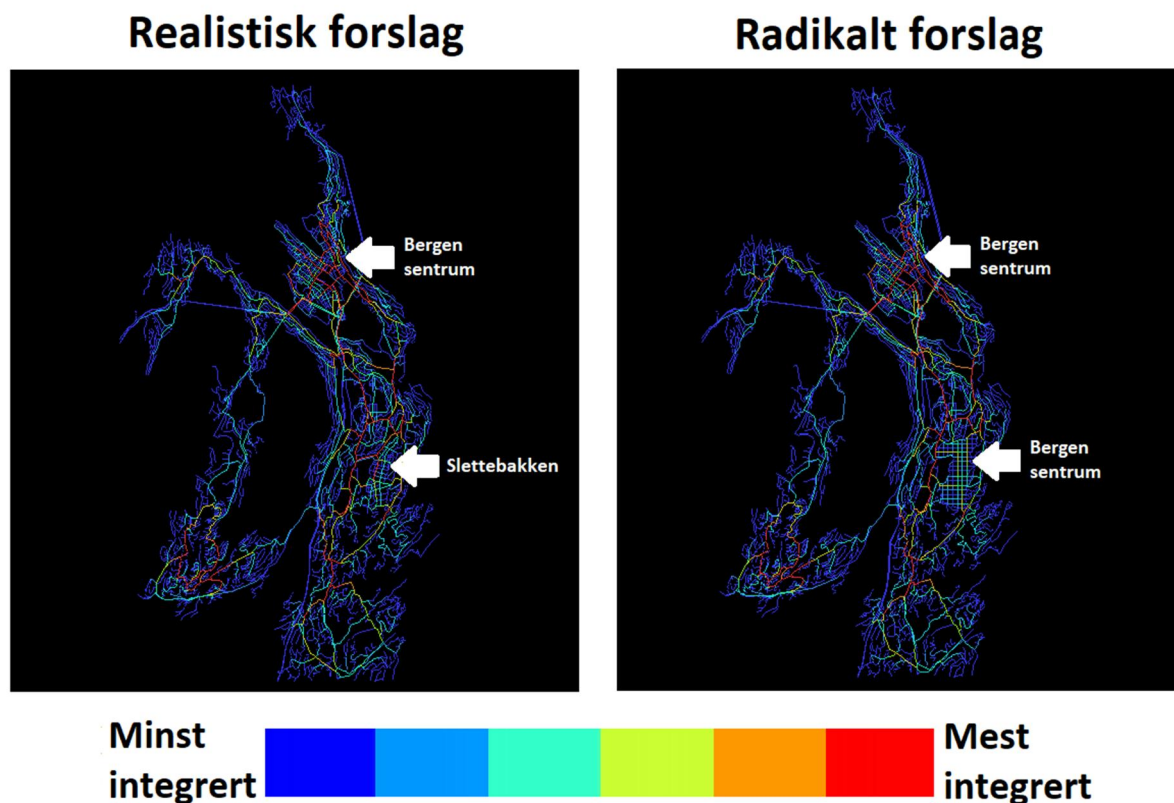 Realistisk forslag
Radikalt forslag
Bergen
sentrum
Slettebakken
Bergen
sentrum
Bergen
sentrum
Minst
integrert
Mest
integrert